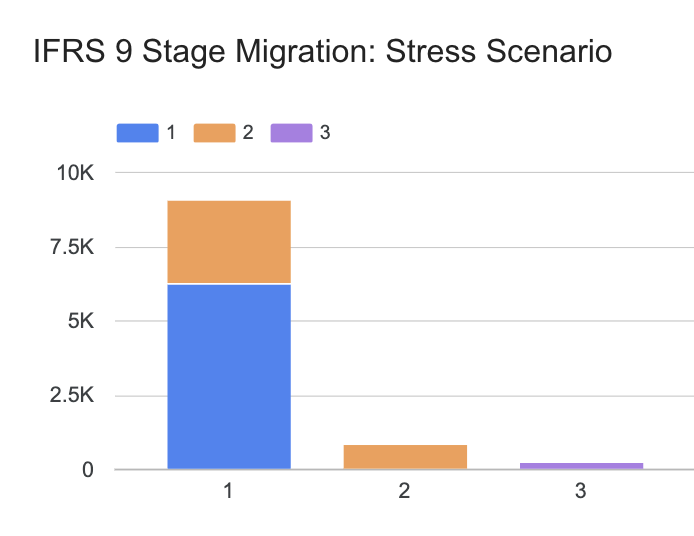 IFRS 9 Stage Migration: Stress Scenario
1 2 3
10K
7.5K
5K
2.5K
0
1 2 3